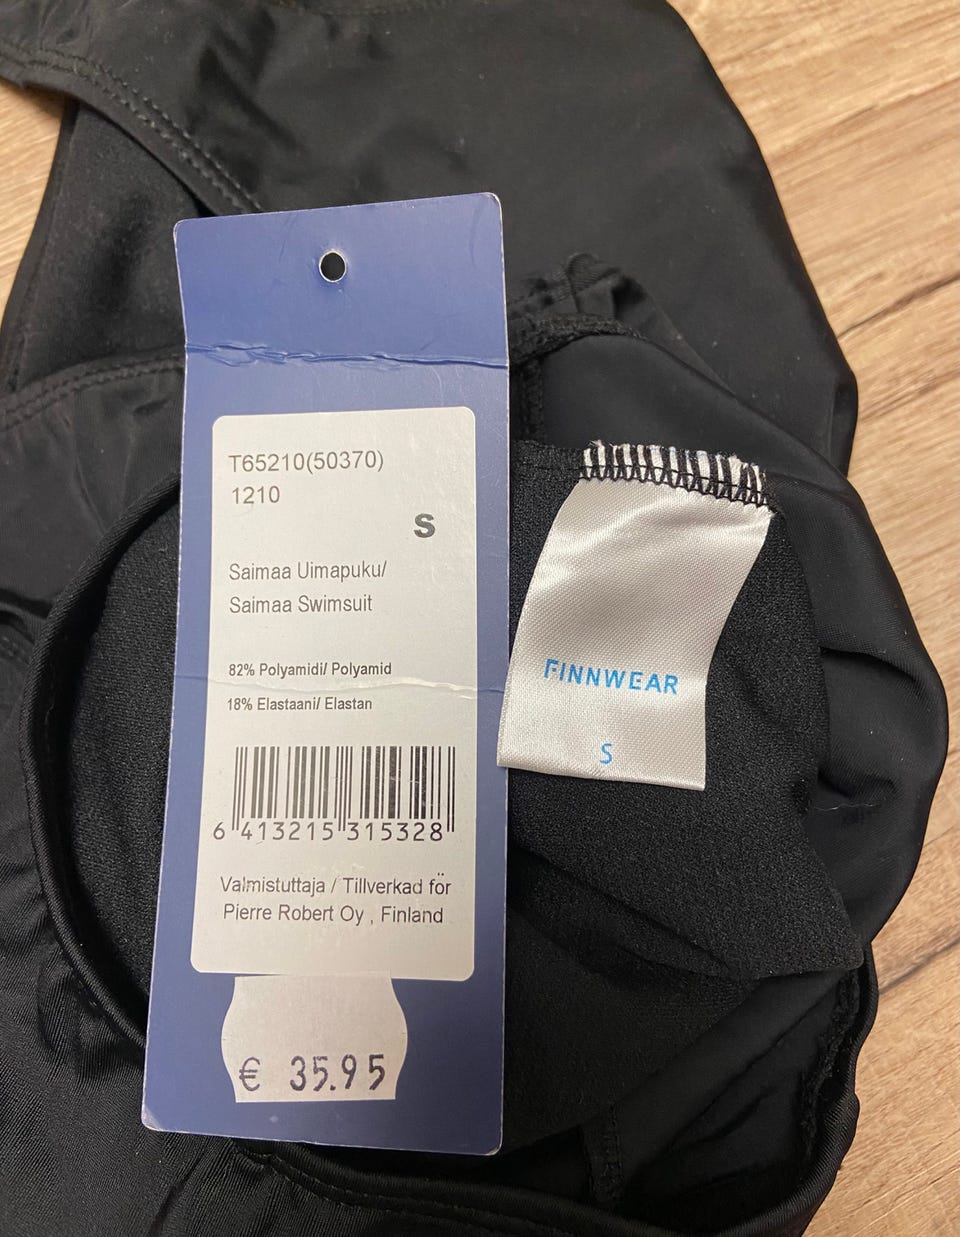 T65210(50370)
1210
S
Saimaa Uimapuku/
Saimaa Swimsuit
82% Polyamidi/ Polyamid
18% Elastaani/ Elastan
6 413215 315328
Valmistuttaja / Tillverkad för
Pierre Robert Oy , Finland
€ 35.95
FINNWEAR
S